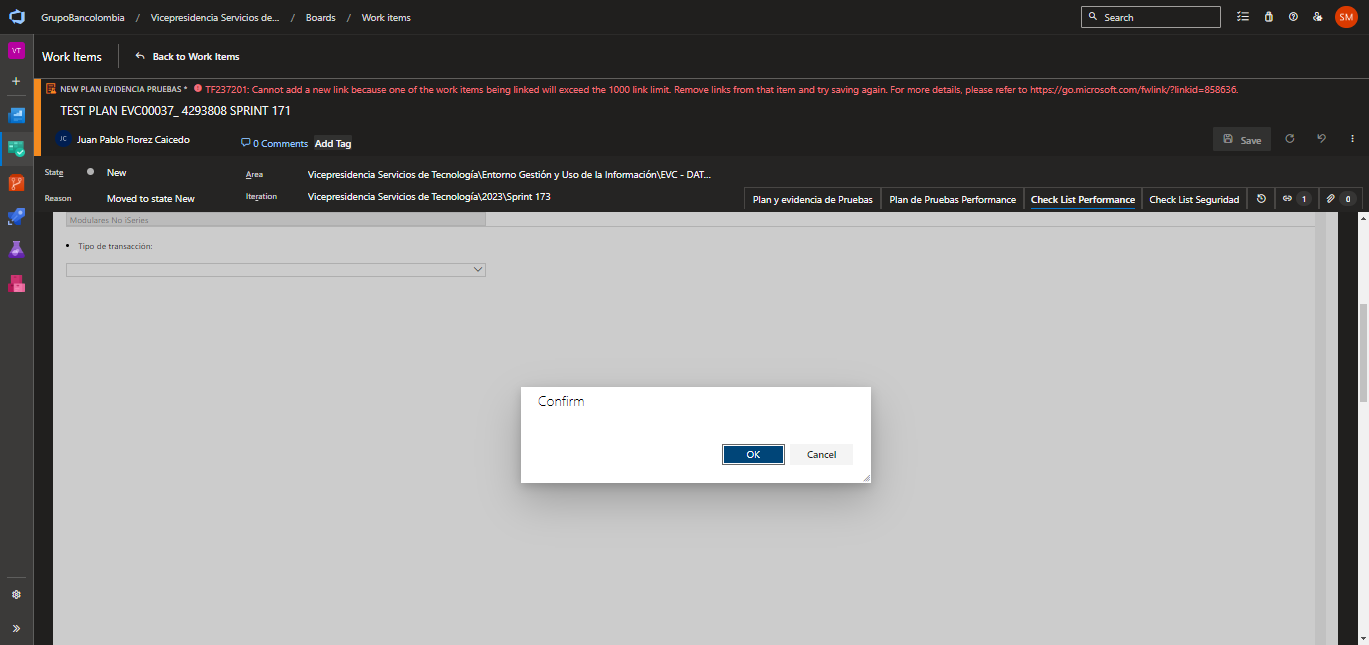 GrupoBancolombia / Vicepresidencia Servicios de... / Boards / Work items
Search
SM
VT
Work Items
Back to Work Items
NEW PLAN EVIDENCIA PRUEBAS * TF237201: Cannot add a new link because one of the work items being linked will exceed the 1000 link limit. Remove links from that item and try saving again. For more details, please refer to https://go.microsoft.com/fwlink/?linkid=858636.
TEST PLAN EVC00037_ 4293808 SPRINT 171
JC Juan Pablo Florez Caicedo
0 Comments
Add Tag
Save
State New
Area Vicepresidencia Servicios de Tecnología\Entorno Gestión y Uso de la Información\EVC - DAT...
Reason Moved to state New
Iteration Vicepresidencia Servicios de Tecnología\2023\Sprint 173
Plan y evidencia de Pruebas
Plan de Pruebas Performance
Check List Performance
Check List Seguridad
1
0
Modulares No iSeries
• Tipo de transacción:
Confirm
OK
Cancel